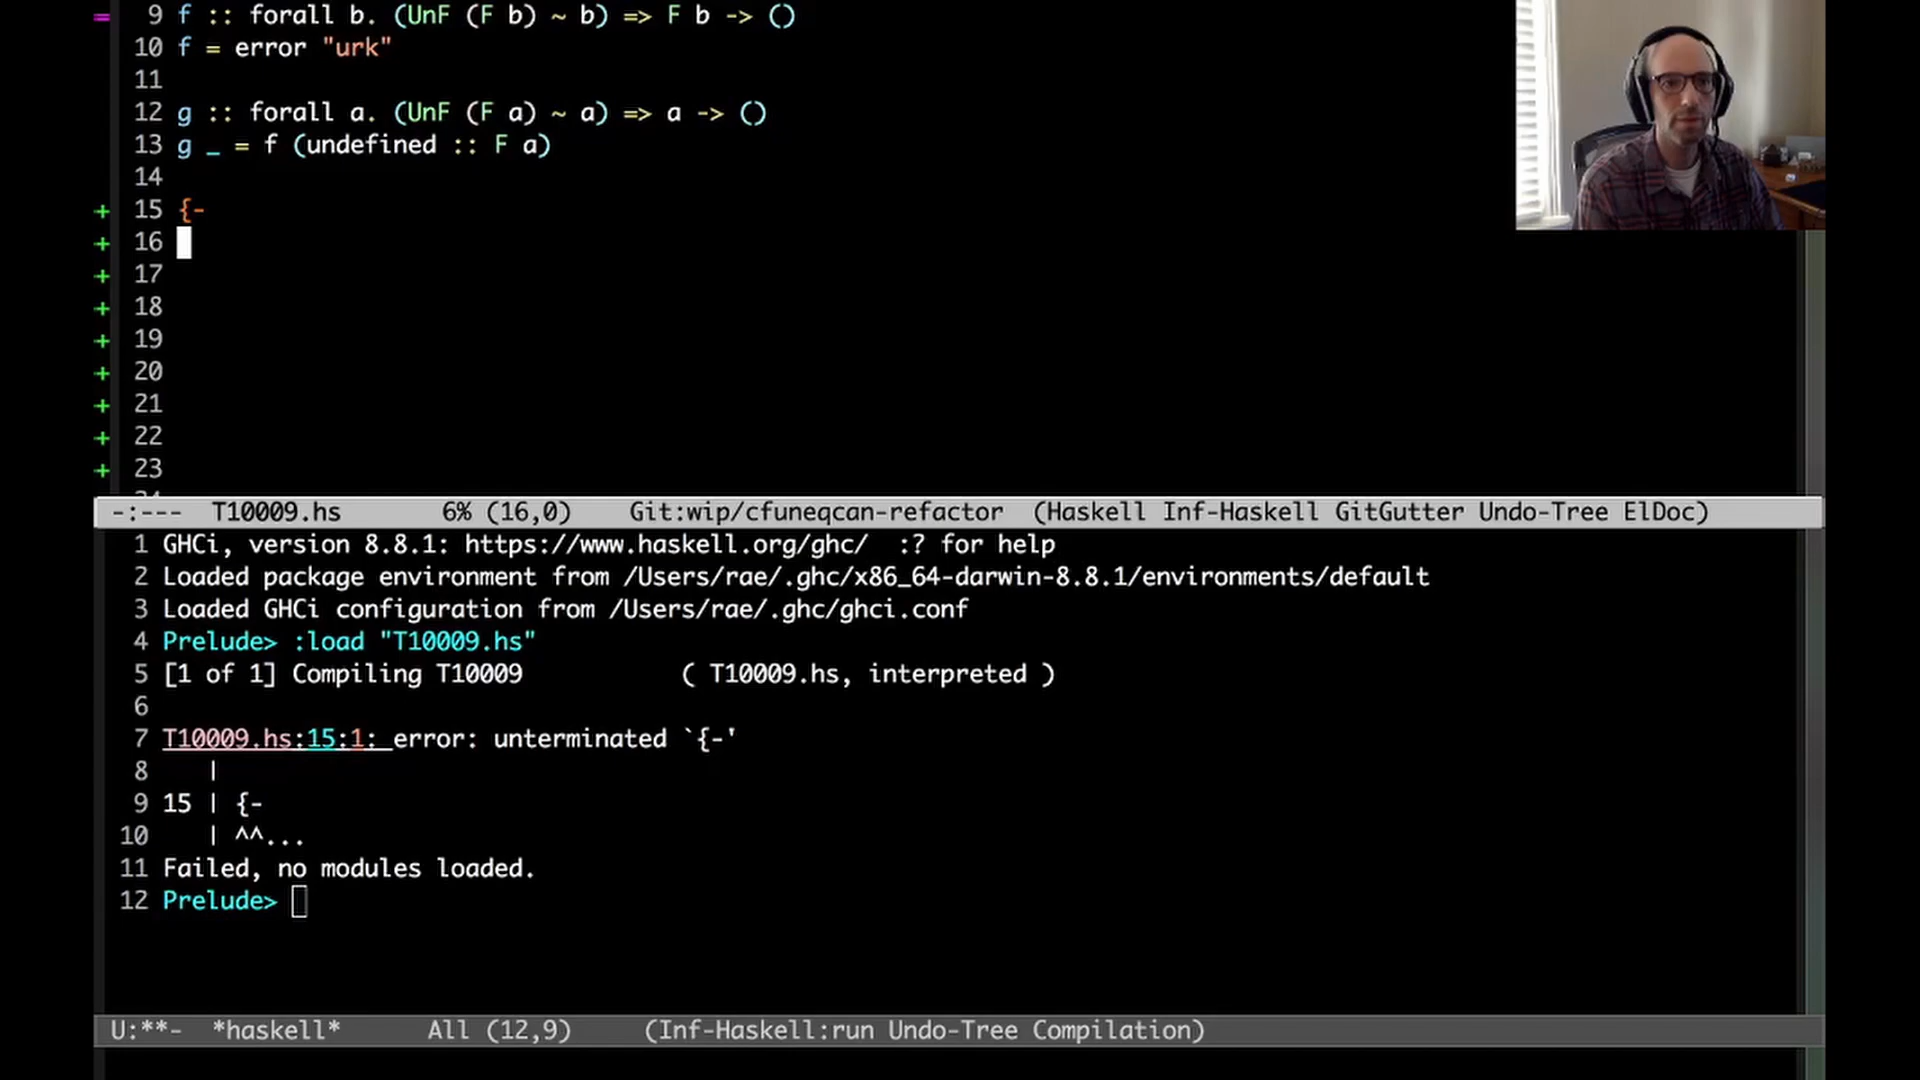 = 9 f :: forall b. (UnF (F b) ~ b) => F b -> ()
10 f = error "urk"
11
12 g :: forall a. (UnF (F a) ~ a) => a -> ()
13 g _ = f (undefined :: F a)
14
+ 15 {-
+ 16
+ 17
+ 18
+ 19
+ 20
+ 21
+ 22
+ 23
-:--- T10009.hs 6% (16,0) Git:wip/cfuneqcan-refactor (Haskell Inf-Haskell GitGutter Undo-Tree ElDoc)
1 GHCi, version 8.8.1: https://www.haskell.org/ghc/ :? for help
2 Loaded package environment from /Users/rae/.ghc/x86_64-darwin-8.8.1/environments/default
3 Loaded GHCi configuration from /Users/rae/.ghc/ghci.conf
4 Prelude> :load "T10009.hs"
5 [1 of 1] Compiling T10009 ( T10009.hs, interpreted )
6
7 T10009.hs:15:1: error: unterminated `{-'
8 |
9 15 | {-
10 | ^^...
11 Failed, no modules loaded.
12 Prelude>
U:**- *haskell* All (12,9) (Inf-Haskell:run Undo-Tree Compilation)